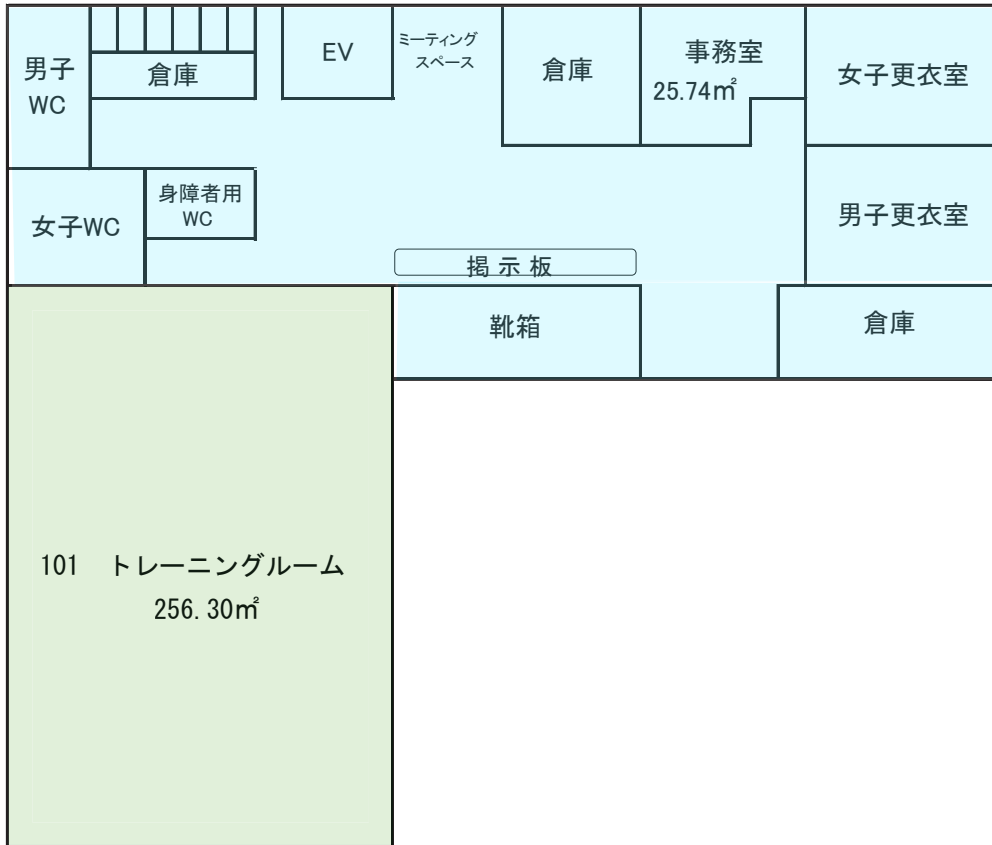 男子
WC
倉庫
EV
ミーティング
スペース
倉庫
事務室
25.74㎡
女子更衣室
女子WC
身障者用
WC
男子更衣室
掲示板
靴箱
倉庫
101　トレーニングルーム
256.30㎡